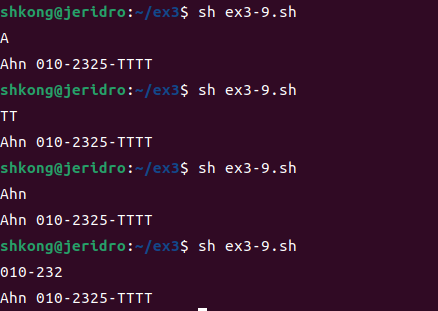 shkong@jeridro:~/ex3$ sh ex3-9.sh
A
Ahn 010-2325-TTTT
shkong@jeridro:~/ex3$ sh ex3-9.sh
TT
Ahn 010-2325-TTTT
shkong@jeridro:~/ex3$ sh ex3-9.sh
Ahn
Ahn 010-2325-TTTT
shkong@jeridro:~/ex3$ sh ex3-9.sh
010-232
Ahn 010-2325-TTTT